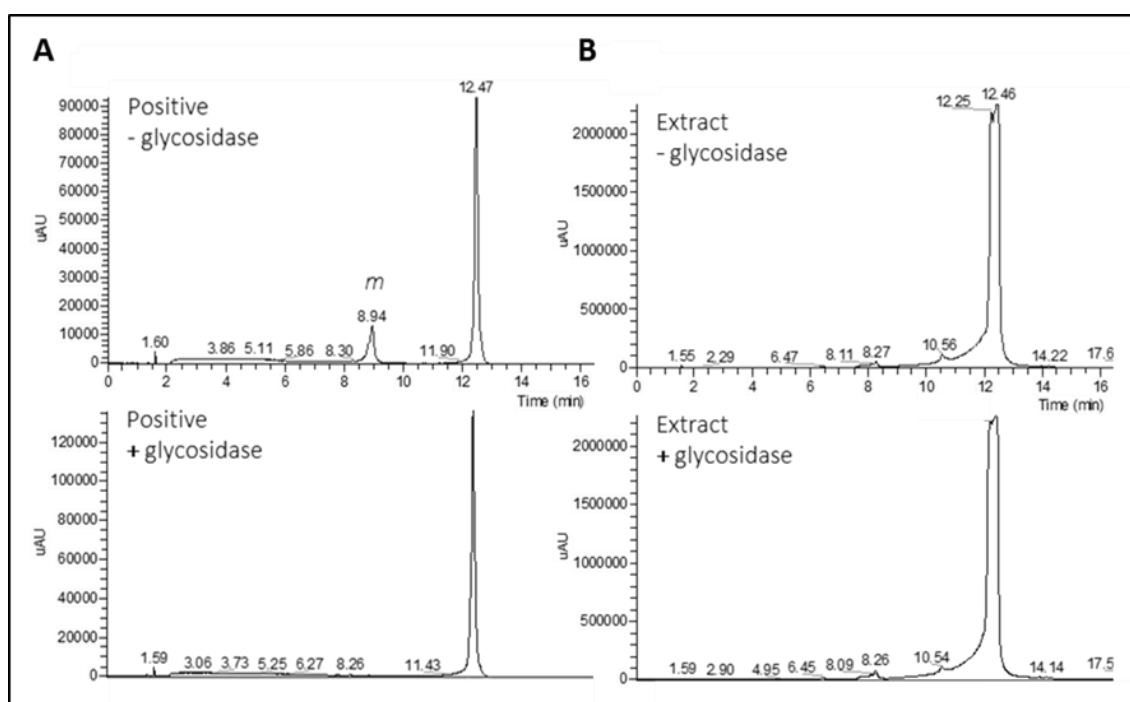 A
12.47
90000
80000
70000
60000
50000
40000
30000
20000
10000
0
uAU
Positive
- glycosidase
m
8.94
1.60
3.86 5.11 5.86 8.30 11.90
0 2 4 6 8 10 12 14 16
Time (min)
Positive
+ glycosidase
120000
100000
80000
60000
40000
20000
0
uAU
1.59
3.06 3.73 5.25 6.27 8.26 11.43
B
12.25 12.46
2000000
1500000
1000000
500000
0
uAU
Extract
- glycosidase
1.55 2.29 6.47 8.11 8.27 10.56 14.22 17.6
0 2 4 6 8 10 12 14 16
Time (min)
Extract
+ glycosidase
2000000
1500000
1000000
500000
0
uAU
1.59 2.90 4.95 6.45 8.09 8.26 10.54 14.14 17.5